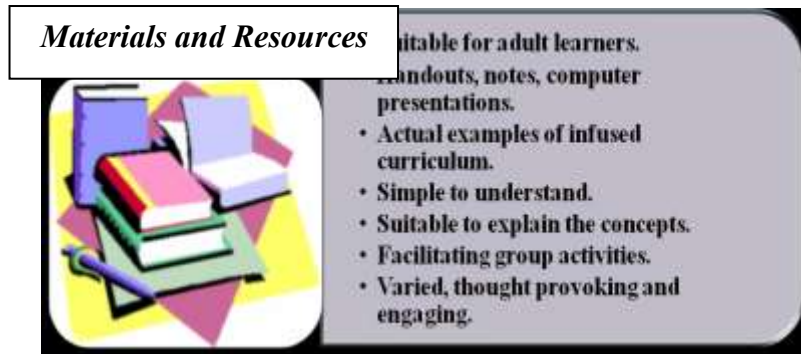 Materials and Resources
uitable for adult learners.
Handouts, notes, computer
presentations.
• Actual examples of infused
curriculum.
• Simple to understand.
• Suitable to explain the concepts.
• Facilitating group activities.
• Varied, thought provoking and
engaging.